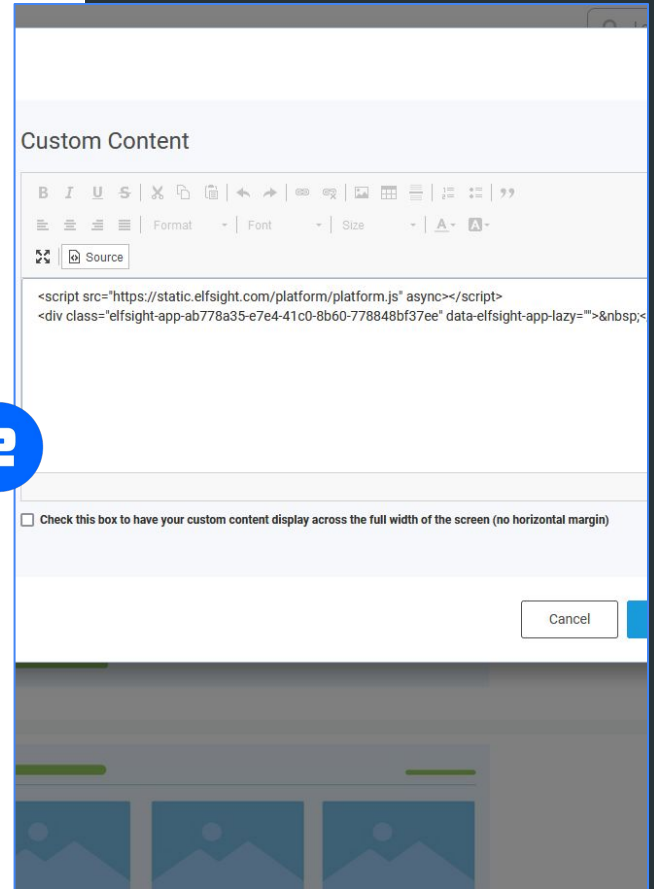 Custom Content
B I U S
Format Font Size A A
Source
<script src="https://static.elfsight.com/platform/platform.js" async></script>
<div class="elfsight-app-ab778a35-e7e4-41c0-8b60-778848bf37ee" data-elfsight-app-lazy="">&nbsp;<
Check this box to have your custom content display across the full width of the screen (no horizontal margin)
Cancel